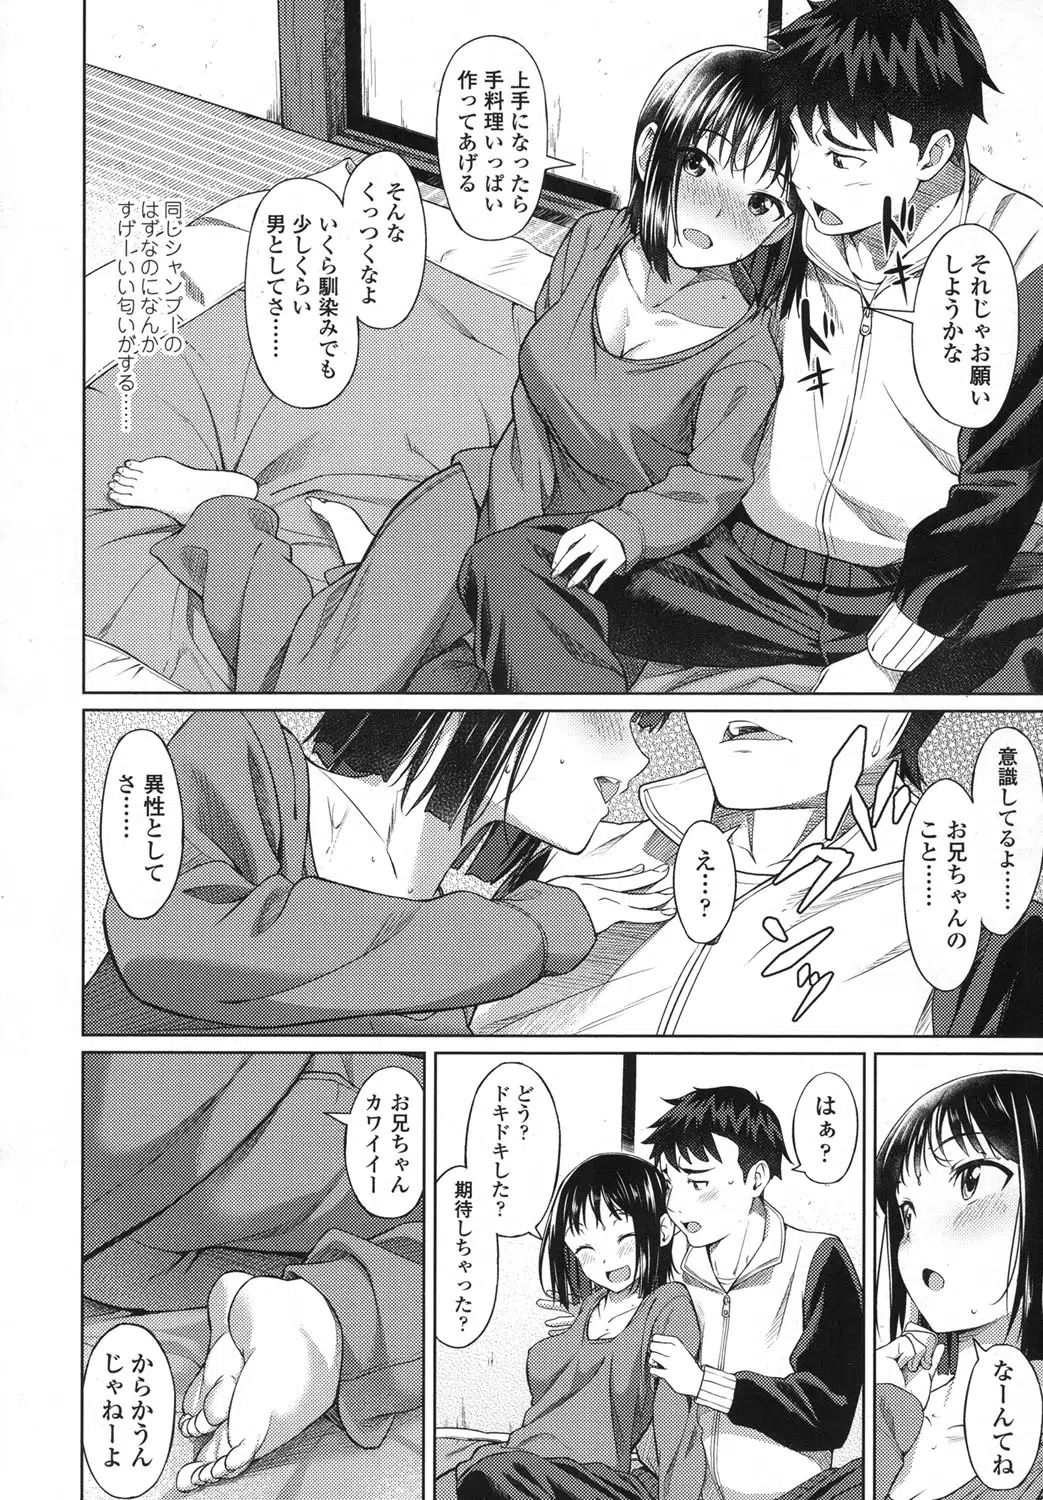 それじゃお願い
しようかな
ドキ
ドキ
上手になったら
手料理いっぱい
作ってあげる
そんな
くっつくなよ
いくら馴染みでも
少しくらい
男としてさ……
同じシャンプーの
はずなのになんか
すげーいい匂いがする……
意識してるよ……
お兄ちゃんの
こと……
ドキンッ
え…?
異性として
さ……
なーんてね
はぁ?
どう?
ドキドキした?
期待しちゃった?
お兄ちゃん
カワイイー
からかうん
じゃねーよ